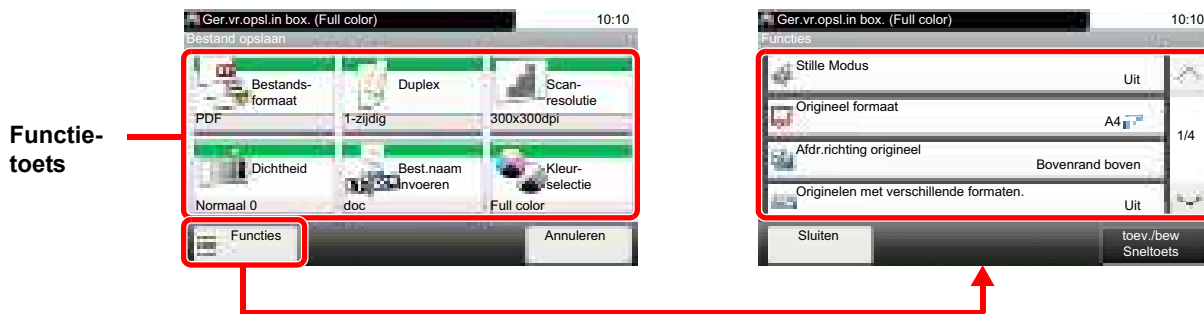 Functie-
toets
Ger.vr.opsl.in box. (Full color) 10:10
Bestand opslaan
Bestands-
formaat
PDF
Duplex
1-zijdig
Scan-
resolutie
300x300dpi
Dichtheid
Normaal 0
Best.naam
invoeren
doc
Kleur-
selectie
Full color
Functies
Annuleren
Ger.vr.opsl.in box. (Full color) 10:10
Functies
Stille Modus
Uit
Origineel formaat
A4
Afdr.richting origineel
Bovenrand boven
Originelen met verschillende formaten.
Uit
1/4
Sluiten
toev./bew
Sneltoets